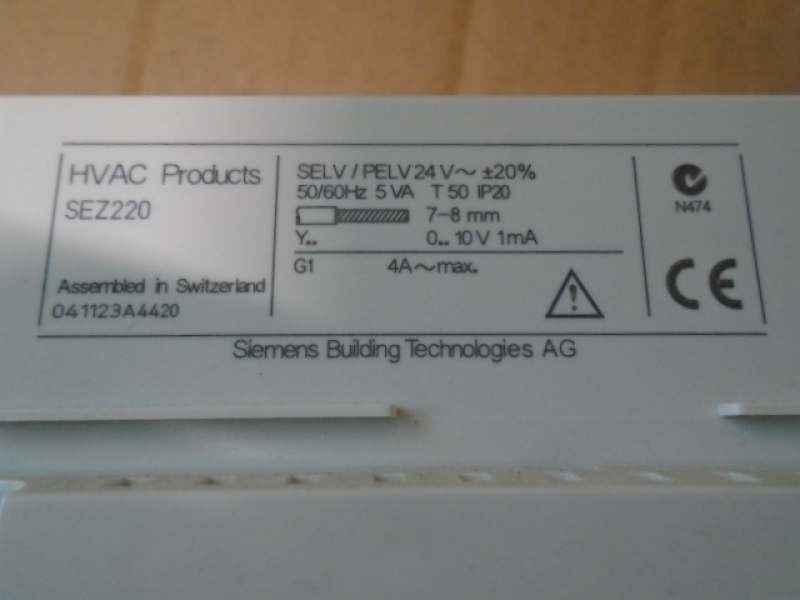 HVAC Products
SEZ220
Assembled in Switzerland
041123A4420
SELV / PELV 24 V~ ±20%
50/60Hz 5 VA T 50 IP20
7-8 mm
Y.. 0.. 10 V 1mA
G1 4A~max.
N474
CE
Siemens Building Technologies AG